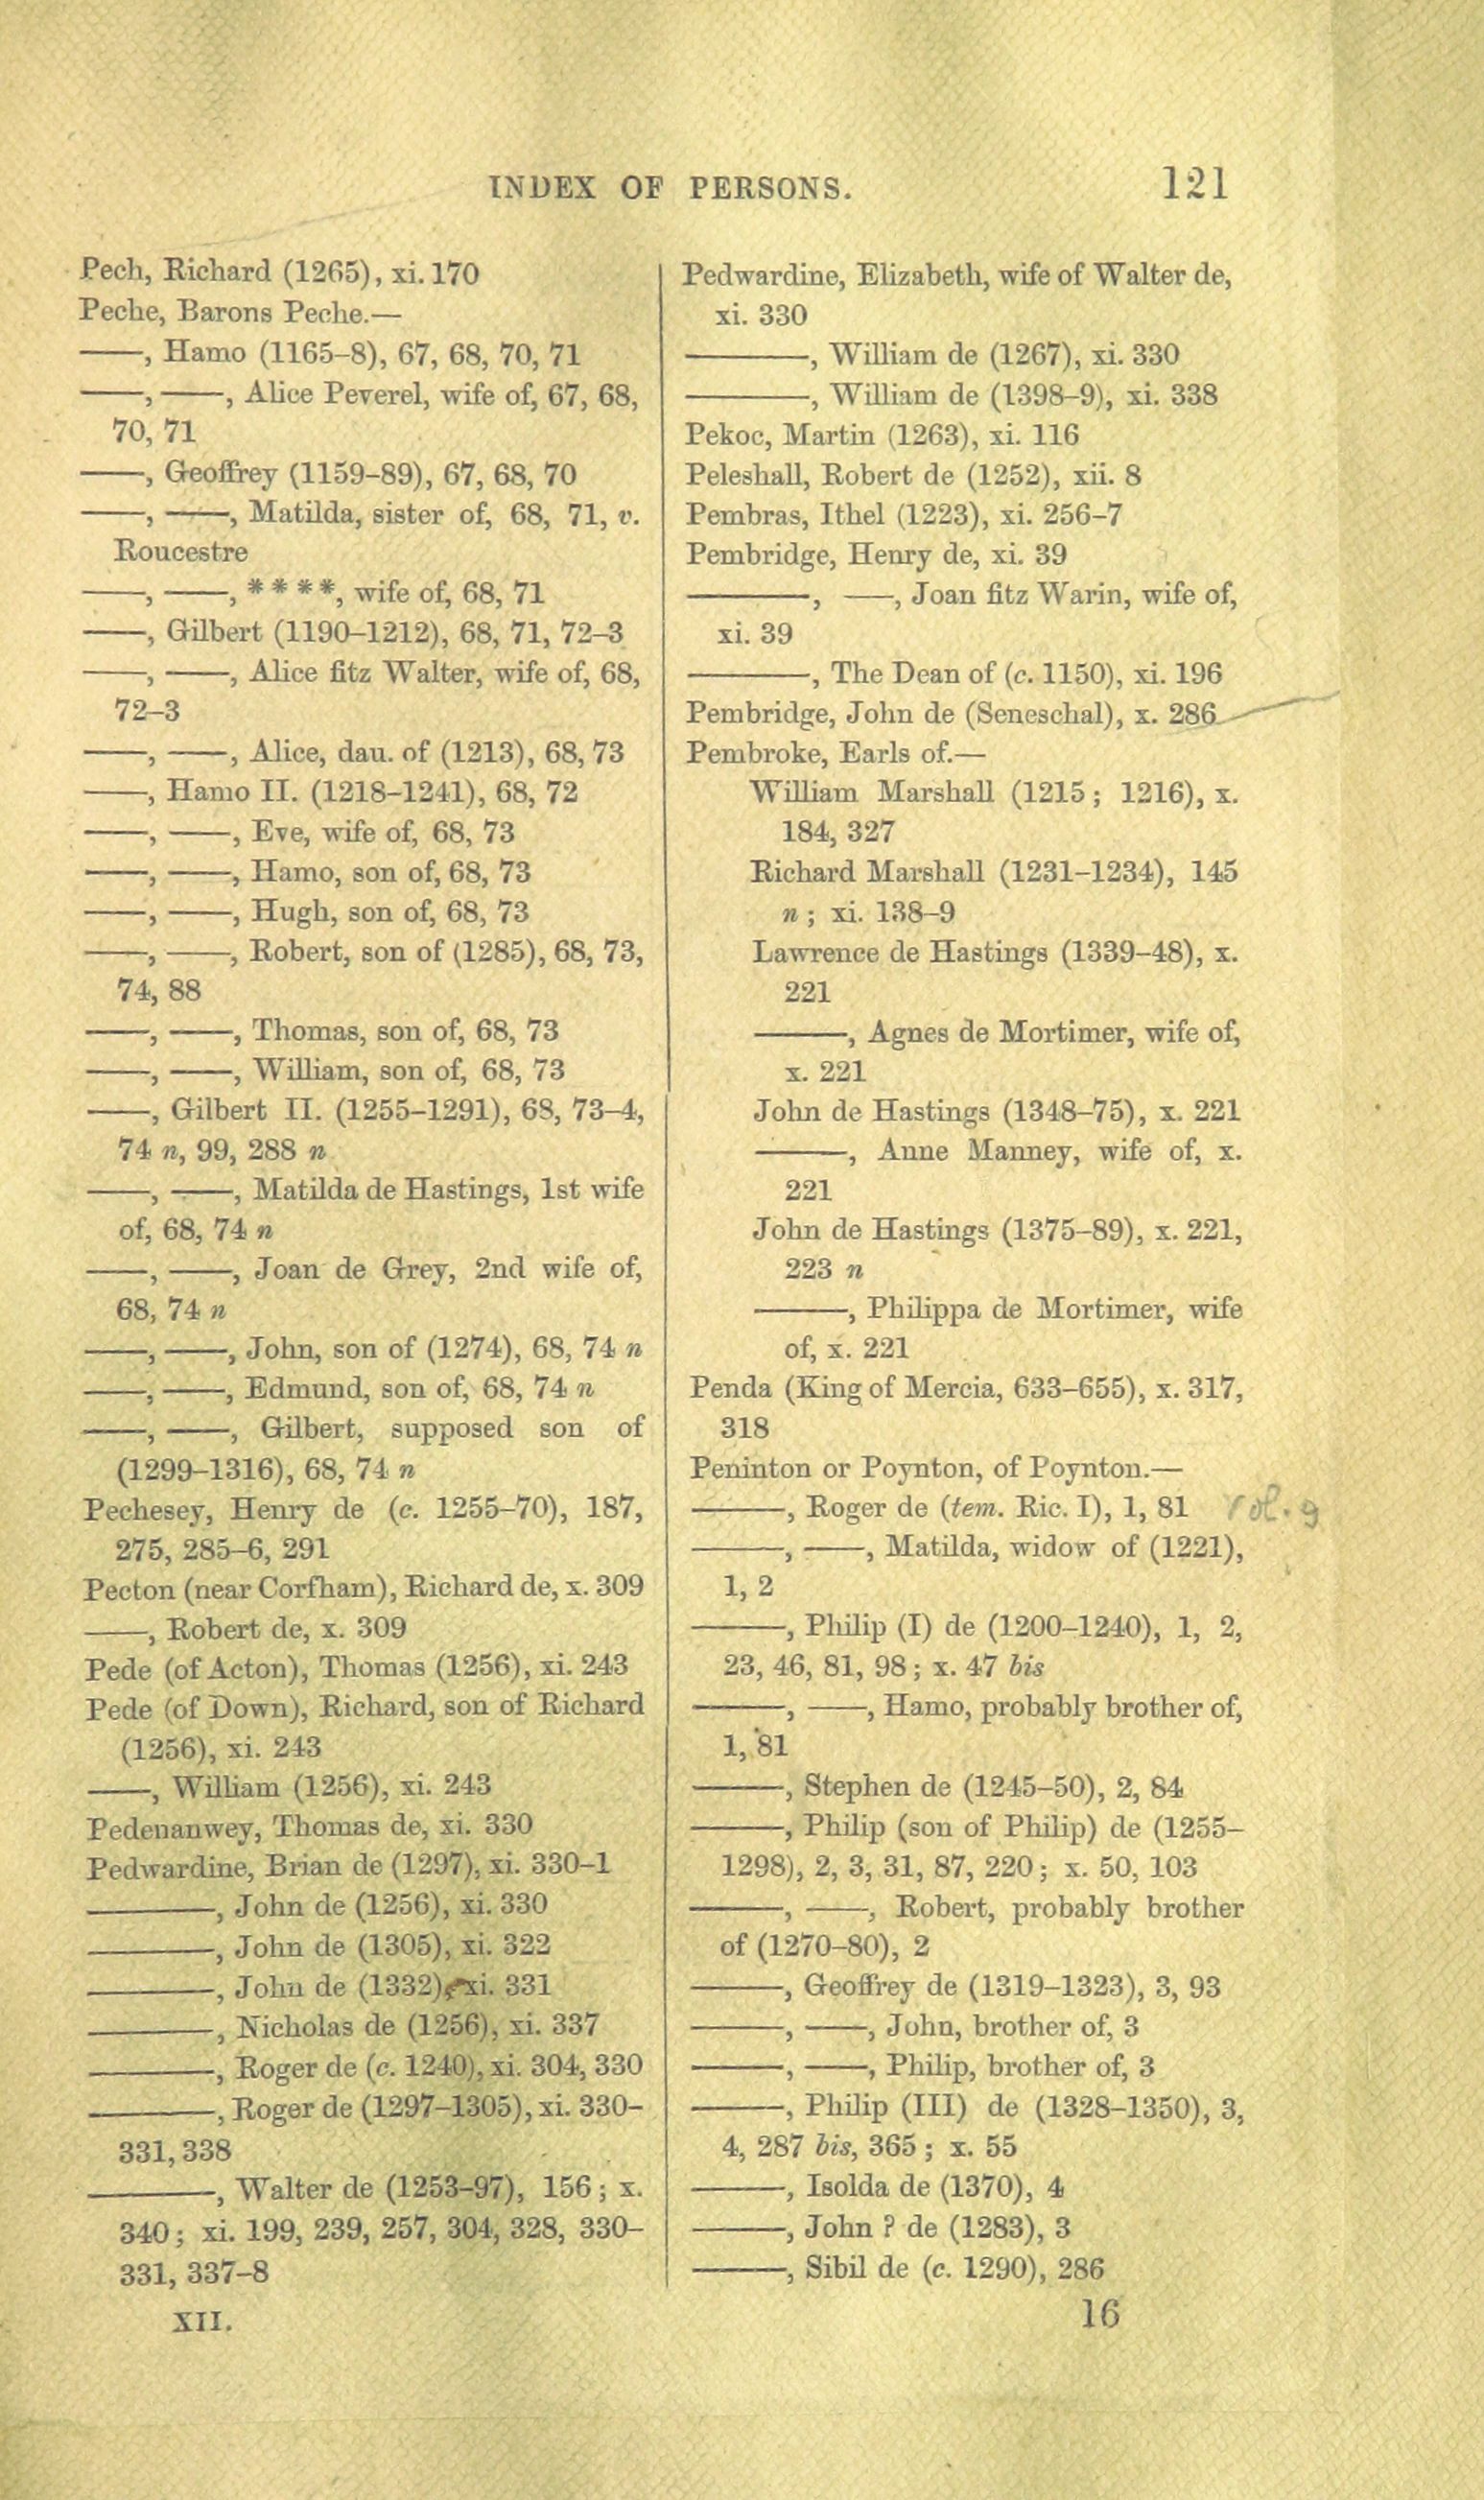 INDEX OF PERSONS. 121
Pech, Richard (1265), xi. 170
Peche, Barons Peche.—
——, Hamo (1165–8), 67, 68, 70, 71
——, ——, Alice Peverel, wife of, 67, 68,
70, 71
——, Geoffrey (1159–89), 67, 68, 70
——, ——, Matilda, sister of, 68, 71, v.
Roucestre
——, ——, * * * *, wife of, 68, 71
——, Gilbert (1190–1212), 68, 71, 72–3
——, ——, Alice fitz Walter, wife of, 68,
72–3
——, ——, Alice, dau. of (1213), 68, 73
——, Hamo II. (1218–1241), 68, 72
——, ——, Eve, wife of, 68, 73
——, ——, Hamo, son of, 68, 73
——, ——, Hugh, son of, 68, 73
——, ——, Robert, son of (1285), 68, 73,
74, 88
——, ——, Thomas, son of, 68, 73
——, ——, William, son of, 68, 73
——, Gilbert II. (1255–1291), 68, 73–4,
74 n, 99, 288 n
——, ——, Matilda de Hastings, 1st wife
of, 68, 74 n
——, ——, Joan de Grey, 2nd wife of,
68, 74 n
——, ——, John, son of (1274), 68, 74 n
——, ——, Edmund, son of, 68, 74 n
——, ——, Gilbert, supposed son of
(1299–1316), 68, 74 n
Pechesey, Henry de (c. 1255–70), 187,
275, 285–6, 291
Pecton (near Corfham), Richard de, x. 309
——, Robert de, x. 309
Pede (of Acton), Thomas (1256), xi. 243
Pede (of Down), Richard, son of Richard
(1256), xi. 243
——, William (1256), xi. 243
Pedenanwey, Thomas de, xi. 330
Pedwardine, Brian de (1297), xi. 330–1
————, John de (1256), xi. 330
————, John de (1305), xi. 322
————, John de (1332), xi. 331
————, Nicholas de (1256), xi. 337
————, Roger de (c. 1240), xi. 304, 330
————, Roger de (1297–1305), xi. 330–
331, 338
————, Walter de (1253–97), 156; x.
340; xi. 199, 239, 257, 304, 328, 330–
331, 337–8
XII.
Pedwardine, Elizabeth, wife of Walter de,
xi. 330
————, William de (1267), xi. 330
————, William de (1398–9), xi. 338
Pekoc, Martin (1263), xi. 116
Peleshall, Robert de (1252), xii. 8
Pembras, Ithel (1223), xi. 256–7
Pembridge, Henry de, xi. 39
————, ——, Joan fitz Warin, wife of,
xi. 39
————, The Dean of (c. 1150), xi. 196
Pembridge, John de (Seneschal), x. 286
Pembroke, Earls of.—
William Marshall (1215; 1216), x.
184, 327
Richard Marshall (1231–1234), 145
n; xi. 138–9
Lawrence de Hastings (1339–48), x.
221
———, Agnes de Mortimer, wife of,
x. 221
John de Hastings (1348–75), x. 221
———, Anne Manney, wife of, x.
221
John de Hastings (1375–89), x. 221,
223 n
———, Philippa de Mortimer, wife
of, x. 221
Penda (King of Mercia, 633–655), x. 317,
318
Peninton or Poynton, of Poynton.—
———, Roger de (tem. Ric. I), 1, 81 vol. 9
———, ——, Matilda, widow of (1221),
1, 2
———, Philip (I) de (1200–1240), 1, 2,
23, 46, 81, 98; x. 47 bis
———, ——, Hamo, probably brother of,
1, 81
———, Stephen de (1245–50), 2, 84
———, Philip (son of Philip) de (1255–
1298), 2, 3, 31, 87, 220; x. 50, 103
———, ——, Robert, probably brother
of (1270–80), 2
———, Geoffrey de (1319–1323), 3, 93
———, ——, John, brother of, 3
———, ——, Philip, brother of, 3
———, Philip (III) de (1328–1350), 3,
4, 287 bis, 365; x. 55
———, Isolda de (1370), 4
———, John ? de (1283), 3
———, Sibil de (c. 1290), 286
16